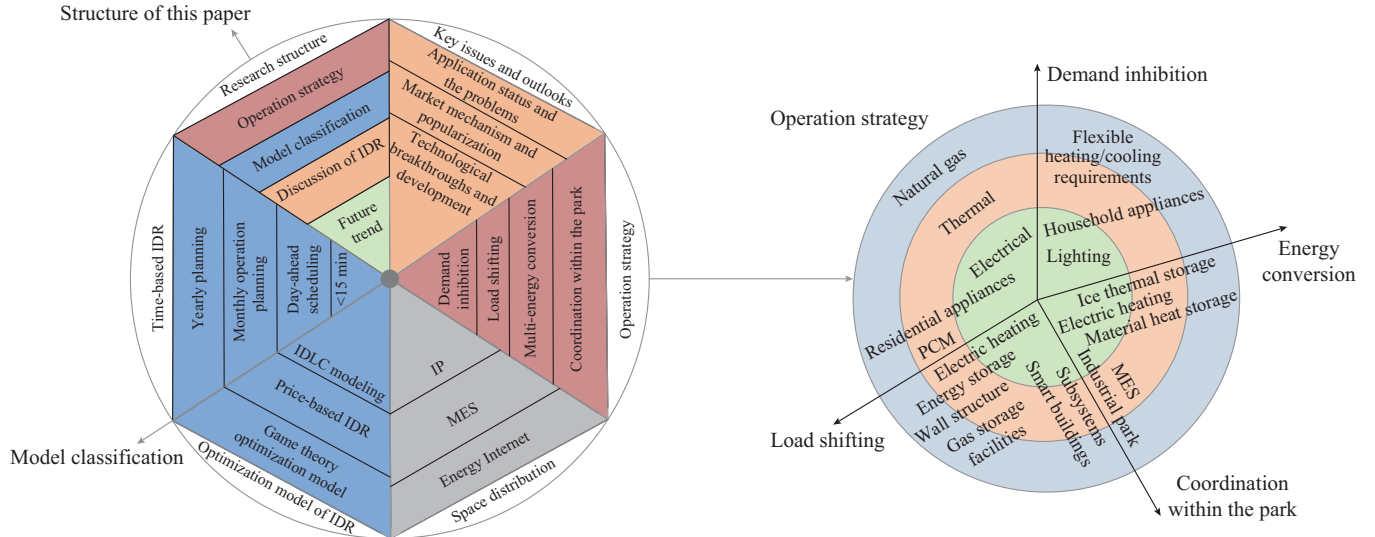 Structure of this paper
Research structure
Operation strategy
Model classification
Discussion of IDR
Future
trend
Key issues and outlooks
Application status and
the problems
Market mechanism and
popularization
Technological
breakthroughs and
development
Time-based IDR
Yearly planning
Monthly operation
planning
Day-ahead
scheduling
<15 min
Demand
inhibition
Load shifting
Multi-energy conversion
Coordination within the park
Operation strategy
IDLC modeling
Price-based IDR
Game theory
optimization model
Optimization model of IDR
Model classification
IP
MES
Energy Internet
Space distribution
Operation strategy
Demand inhibition
Natural gas
Thermal
Electrical
Flexible
heating/cooling
requirements
Household appliances
Lighting
Energy
conversion
Ice thermal storage
Electric heating
Material heat storage
Residential appliances
PCM
Electric heating
Energy storage
Wall structure
Gas storage
facilities
Load shifting
MES
Industrial park
Subsystems
Smart buildings
Coordination
within the park